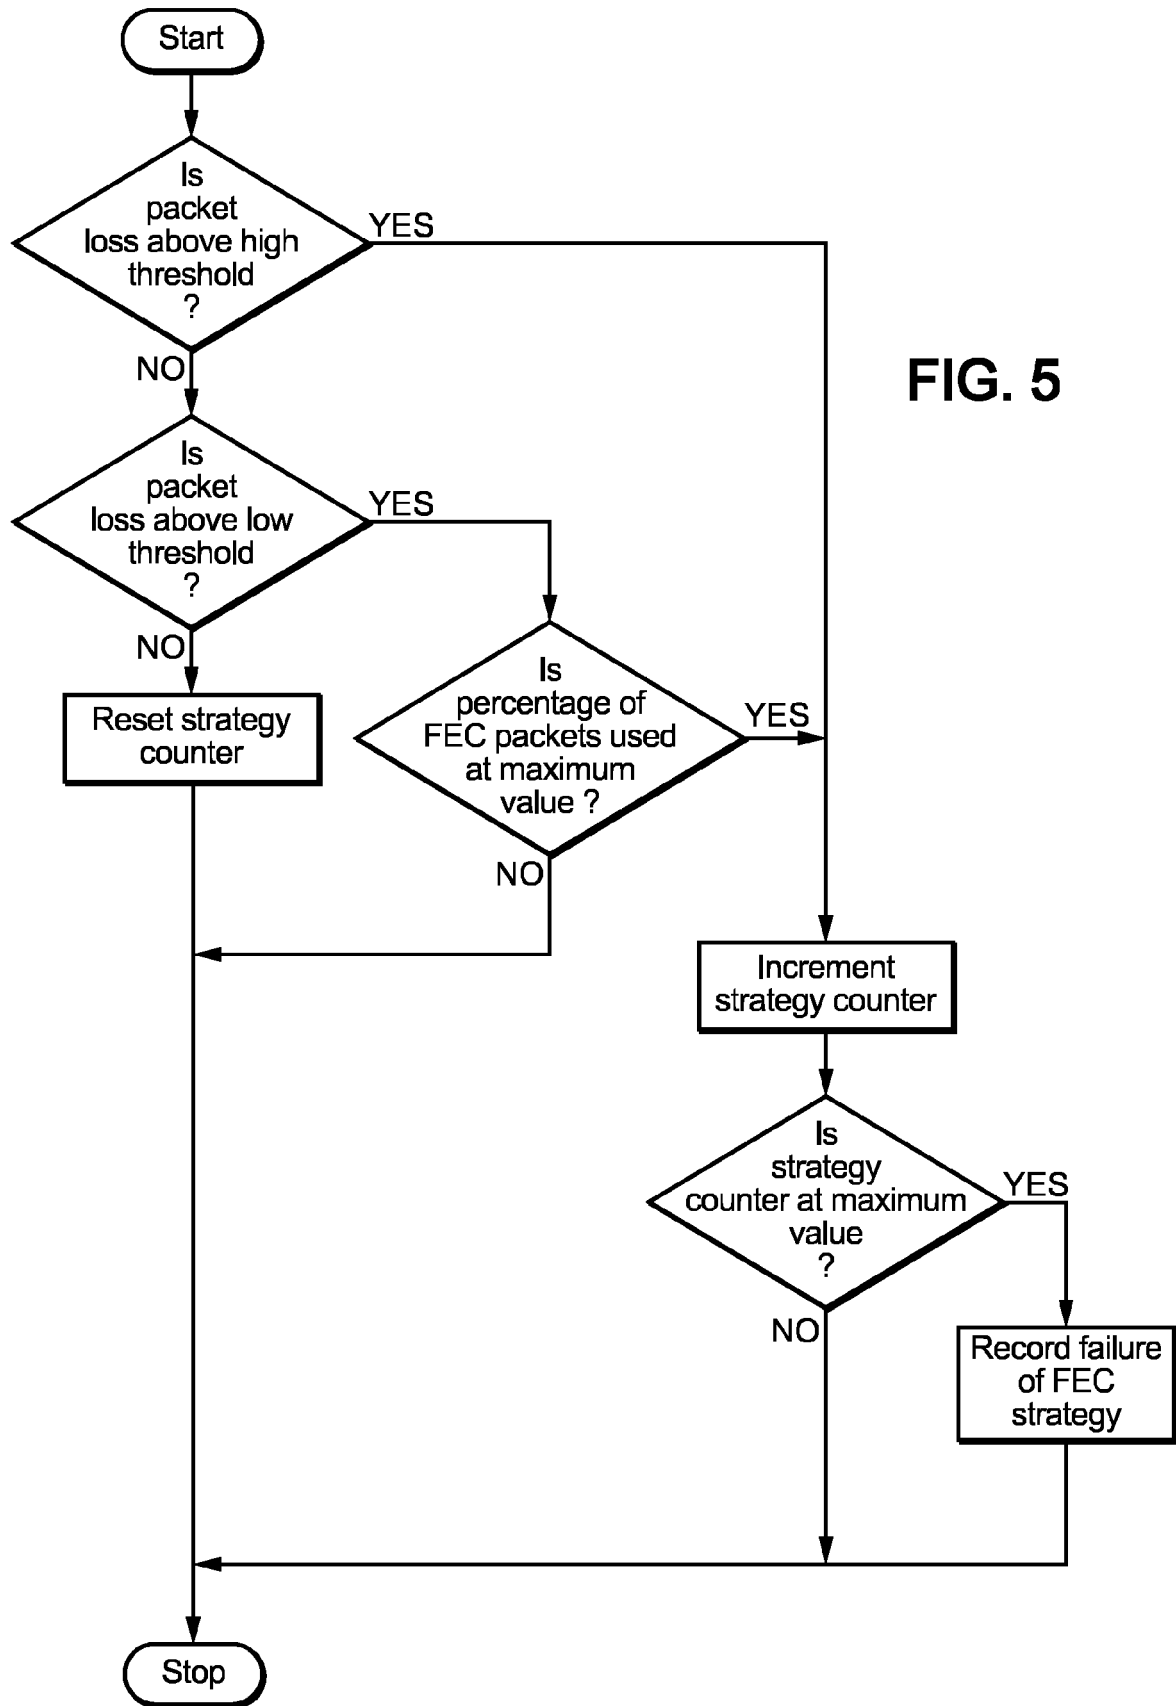 Start
Is
packet
loss above high
threshold
?
YES
NO
FIG. 5
Is
packet
loss above low
threshold
?
YES
NO
Reset strategy
counter
Is
percentage of
FEC packets used
at maximum
value ?
YES
NO
Increment
strategy counter
Is
strategy
counter at maximum
value
?
YES
NO
Record failure
of FEC
strategy
Stop